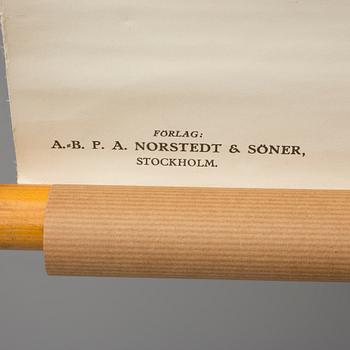 FÖRLAG:
A.-B. P. A. NORSTEDT & SÖNER,
STOCKHOLM.